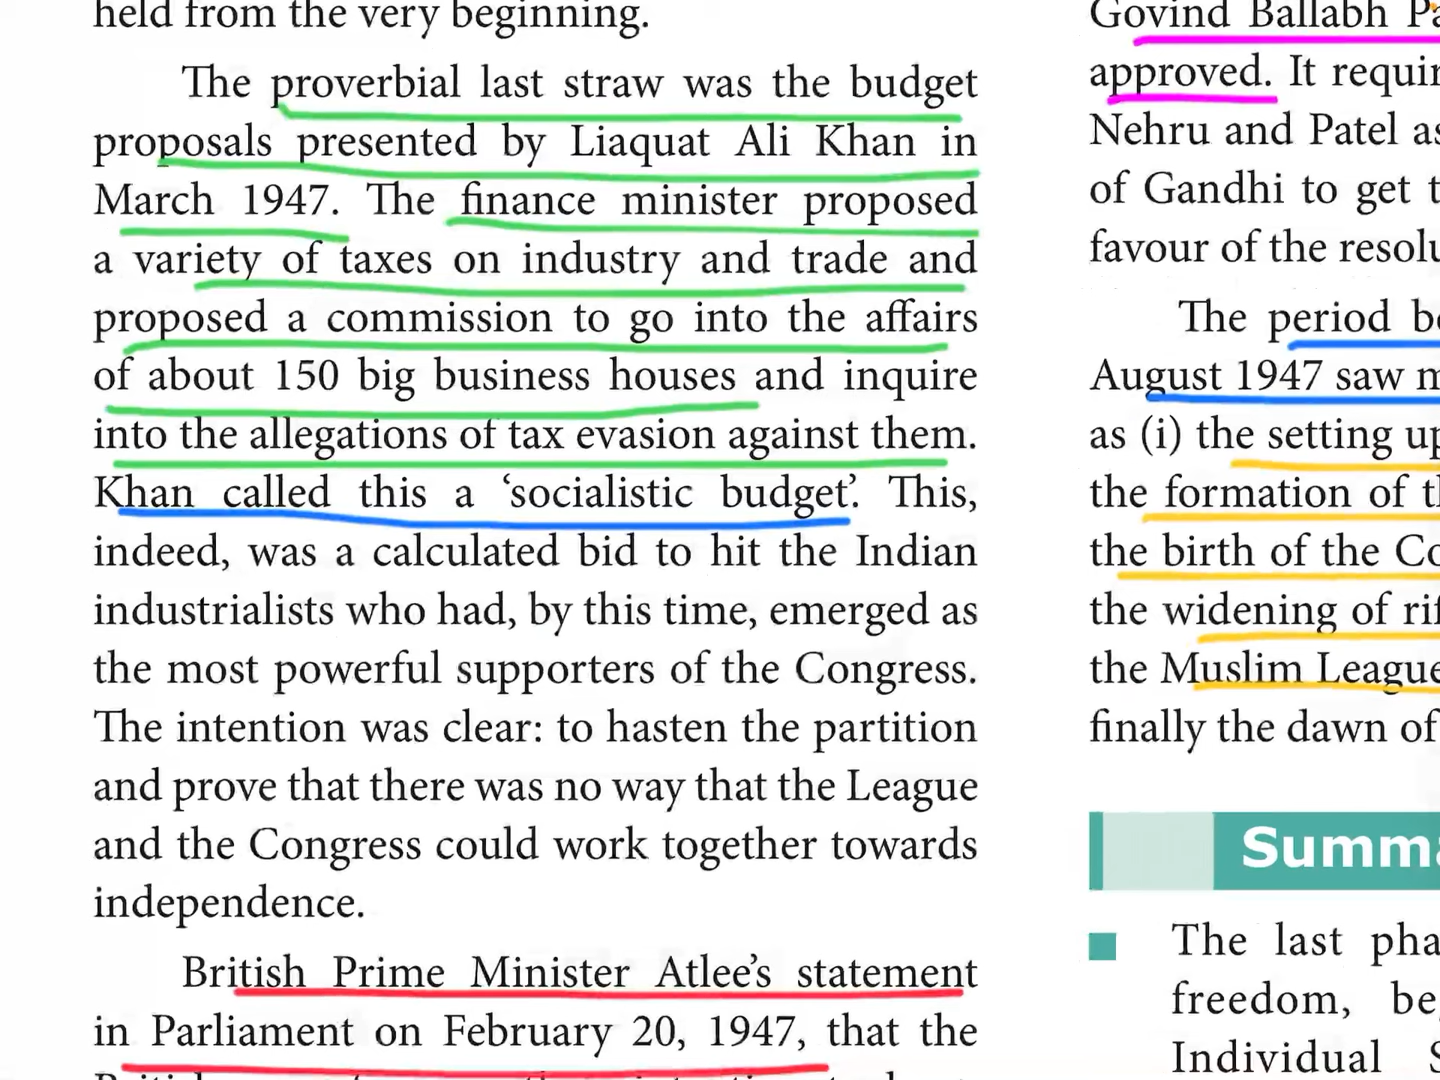 held from the very beginning.
The proverbial last straw was the budget
proposals presented by Liaquat Ali Khan in
March 1947. The finance minister proposed
a variety of taxes on industry and trade and
proposed a commission to go into the affairs
of about 150 big business houses and inquire
into the allegations of tax evasion against them.
Khan called this a ‘socialistic budget’. This,
indeed, was a calculated bid to hit the Indian
industrialists who had, by this time, emerged as
the most powerful supporters of the Congress.
The intention was clear: to hasten the partition
and prove that there was no way that the League
and the Congress could work together towards
independence.
British Prime Minister Atlee’s statement
in Parliament on February 20, 1947, that the
Govind Ballabh
approved. It
Nehru and Patel
of Gandhi to get
favour of the
The period
August 1947 saw
as (i) the setting
the formation of
the birth of the
the widening of
the Muslim League
finally the dawn of
The last
freedom,
Individual